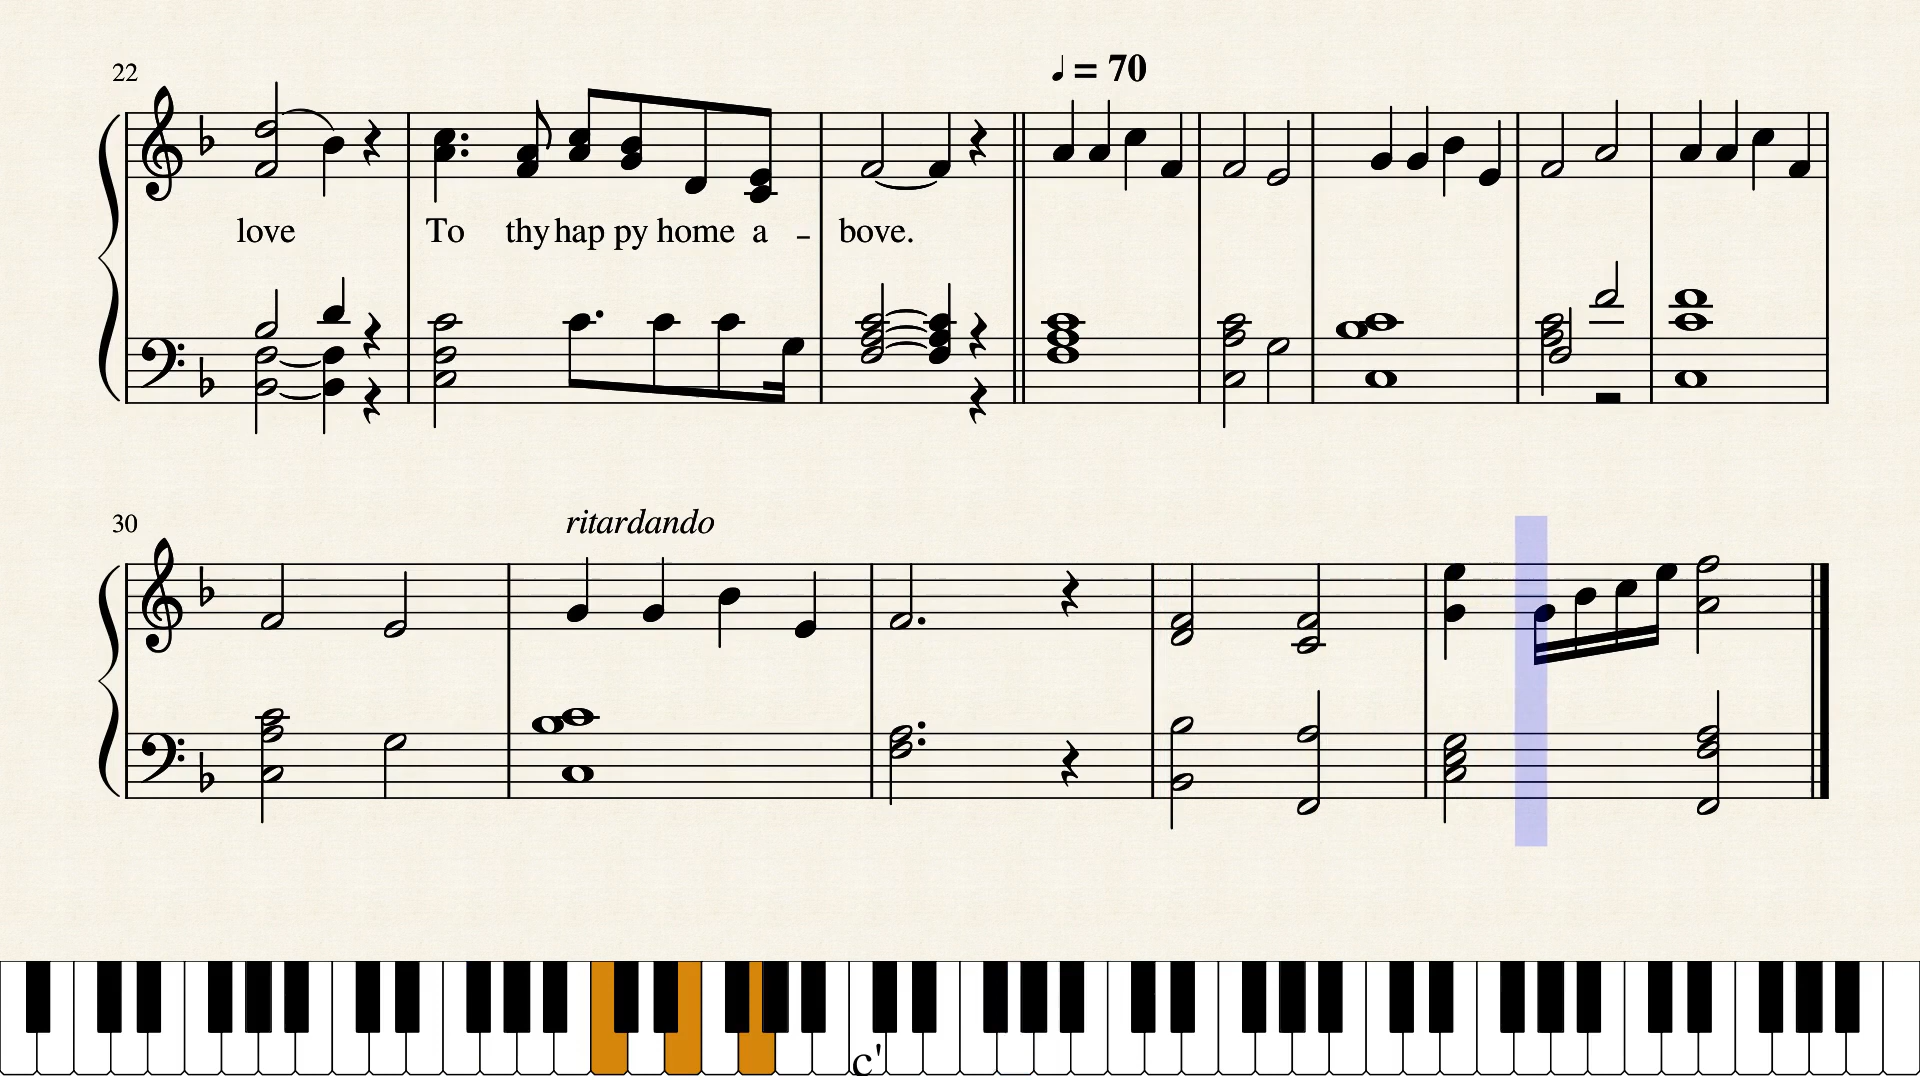 22
♩ = 70
love To thy hap py home a - bove.
30
ritardando
c'